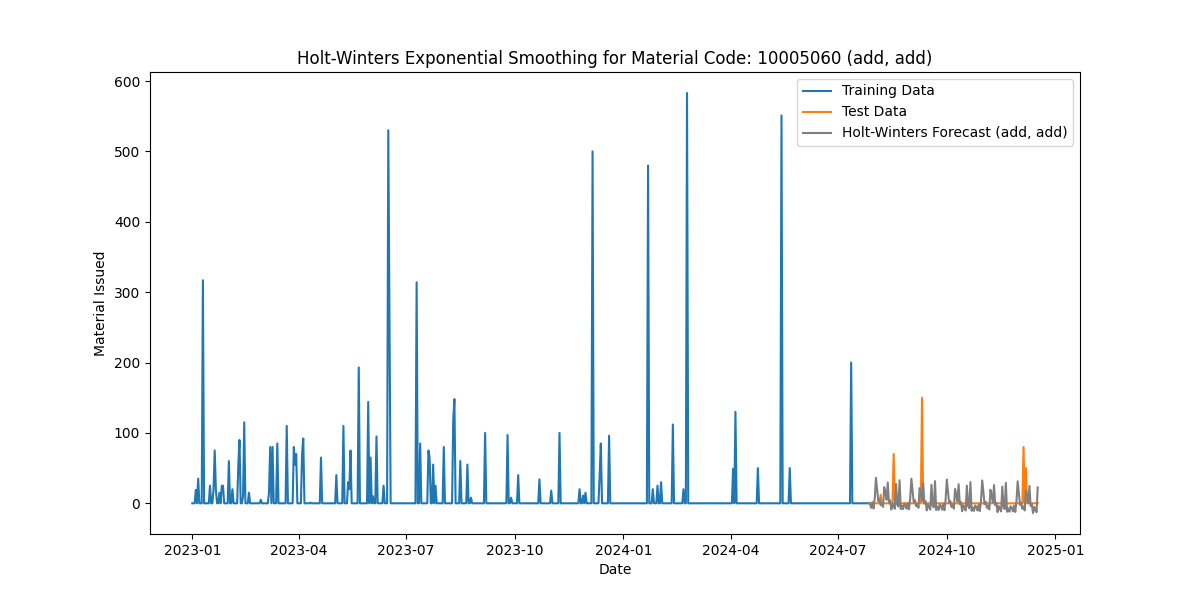 Holt-Winters Exponential Smoothing for Material Code: 10005060 (add, add)
Training Data
Test Data
Holt-Winters Forecast (add, add)
600
500
400
300
200
100
0
Material Issued
2023-01 2023-04 2023-07 2023-10 2024-01 2024-04 2024-07 2024-10 2025-01
Date